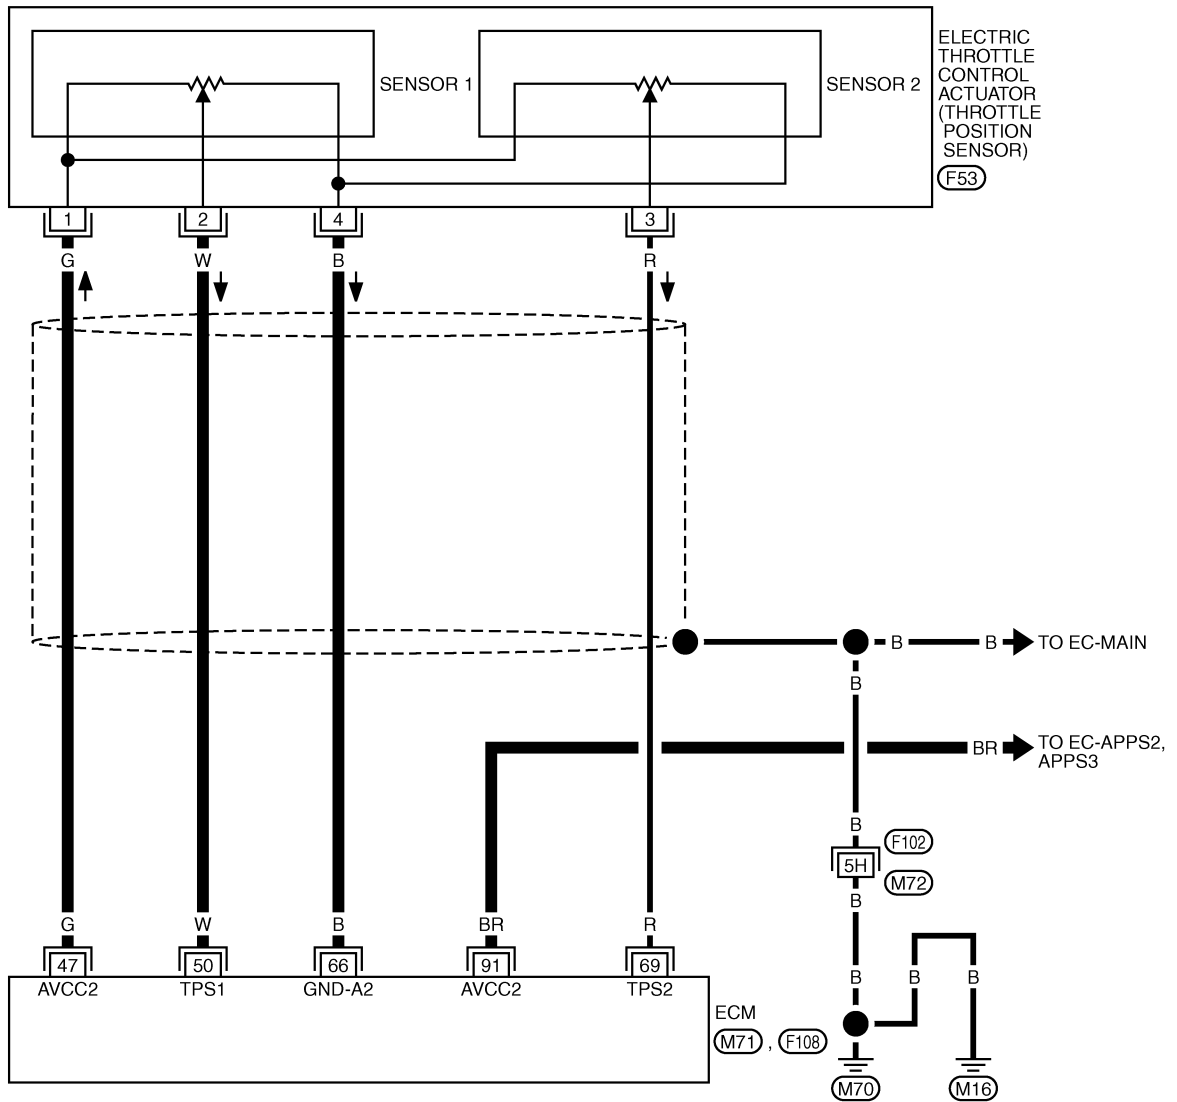 SENSOR 1
SENSOR 2
ELECTRIC
THROTTLE
CONTROL
ACTUATOR
(THROTTLE
POSITION
SENSOR)
F53
1
2
4
3
G
W
B
R
B
B
TO EC-MAIN
B
BR
TO EC-APPS2,
APPS3
B
F102
5H
M72
B
G
W
B
BR
R
47
50
66
91
69
AVCC2
TPS1
GND-A2
AVCC2
TPS2
B
B
B
ECM
M71 , F108
M70
M16